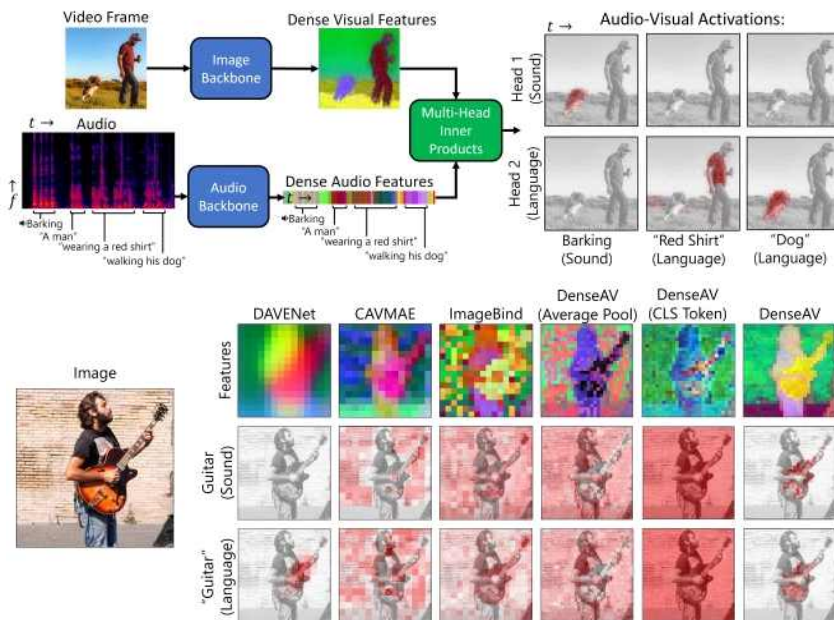 Video Frame
Dense Visual Features
Audio-Visual Activations:
t →
Image
Backbone
Head 1
(Sound)
Multi-Head
Inner
Products
t →
Audio
↑
f
Audio
Backbone
Dense Audio Features
t →
Head 2
(Language)
Barking
"A man"
"wearing a red shirt"
"walking his dog"
Barking
"A man"
"wearing a red shirt"
"walking his dog"
Barking
(Sound)
"Red Shirt"
(Language)
"Dog"
(Language)
DAVENet
CAVMAE
ImageBind
DenseAV
(Average Pool)
DenseAV
(CLS Token)
DenseAV
Image
Features
Guitar
(Sound)
"Guitar"
(Language)